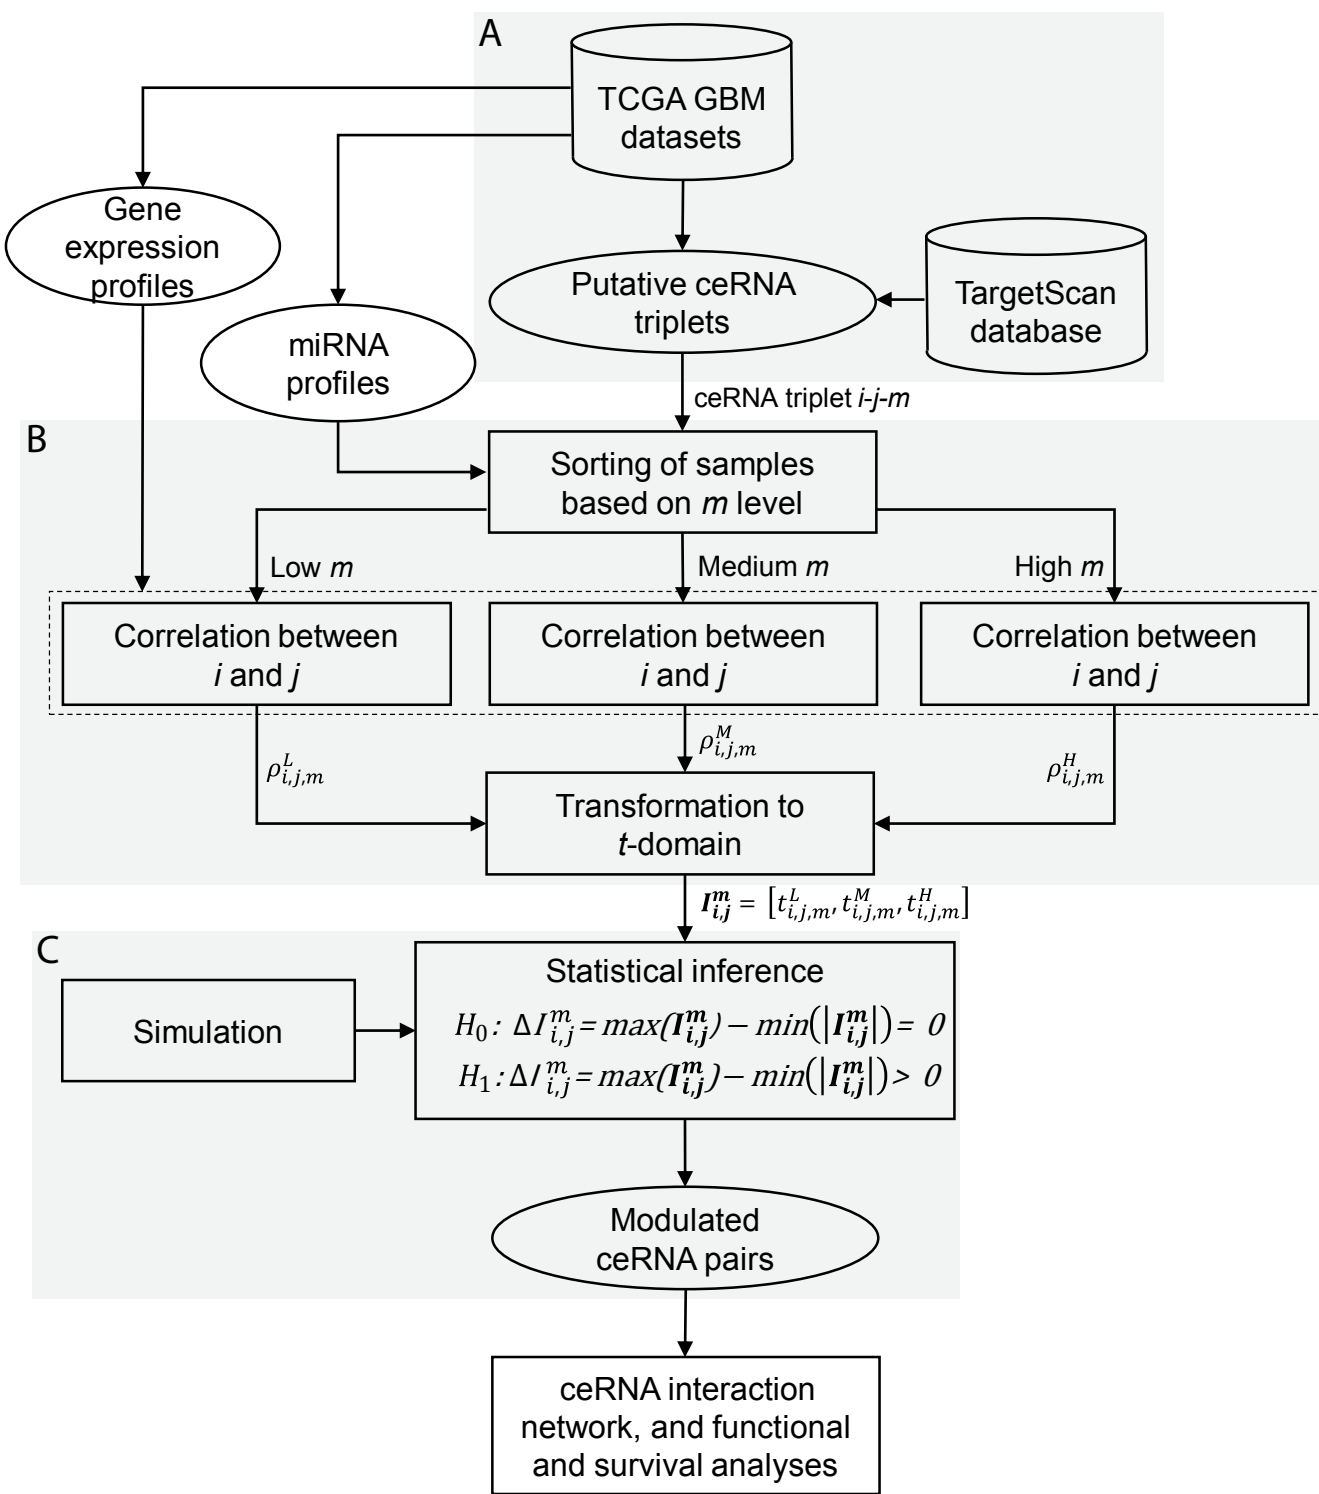 A
TCGA GBM
datasets
Gene
expression
profiles
Putative ceRNA
triplets
TargetScan
database
miRNA
profiles
ceRNA triplet i-j-m
B
Sorting of samples
based on m level
Low m
Medium m
High m
Correlation between
i and j
Correlation between
i and j
Correlation between
i and j
ρ^L_{i,j,m}
ρ^M_{i,j,m}
ρ^H_{i,j,m}
Transformation to
t-domain
I^m_{i,j} = [t^L_{i,j,m}, t^M_{i,j,m}, t^H_{i,j,m}]
C
Simulation
Statistical inference
H_0: ΔI^m_{i,j} = max(I^m_{i,j}) − min(|I^m_{i,j}|) = 0
H_1: ΔI^m_{i,j} = max(I^m_{i,j}) − min(|I^m_{i,j}|) > 0
Modulated
ceRNA pairs
ceRNA interaction
network, and functional
and survival analyses